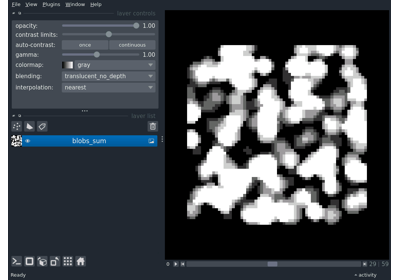 File View Plugins Window Help
layer controls
opacity: 1.00
contrast limits:
auto-contrast: once continuous
gamma: 1.00
colormap: gray
blending: translucent_no_depth
interpolation: nearest
layer list
blobs_sum
29 59
Ready activity